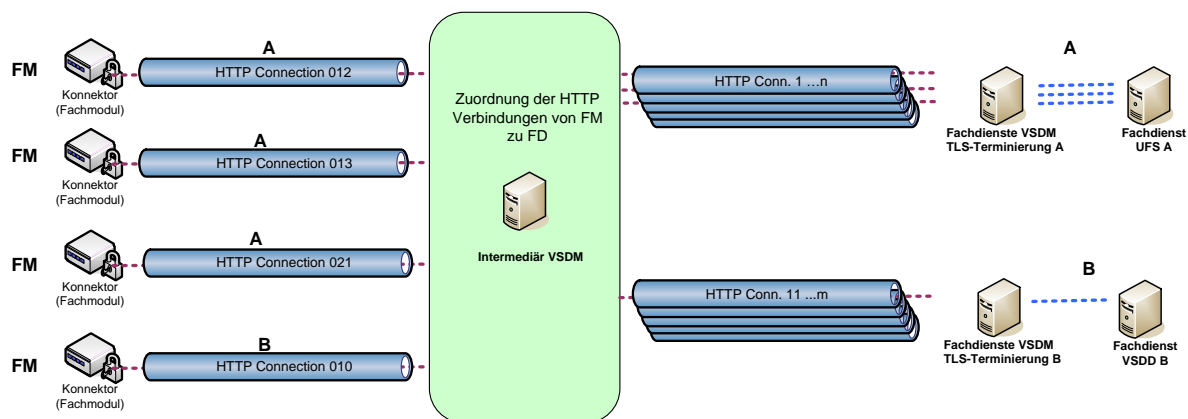 FM
Konnektor
(Fachmodul)
A
HTTP Connection 012
FM
Konnektor
(Fachmodul)
A
HTTP Connection 013
FM
Konnektor
(Fachmodul)
A
HTTP Connection 021
FM
Konnektor
(Fachmodul)
B
HTTP Connection 010
Zuordnung der HTTP
Verbindungen von FM
zu FD
Intermediär VSDM
HTTP Conn. 1 ...n
A
Fachdienste VSDM
TLS-Terminierung A
Fachdienst
UFS A
HTTP Conn. 11 ...m
B
Fachdienste VSDM
TLS-Terminierung B
Fachdienst
VSDD B